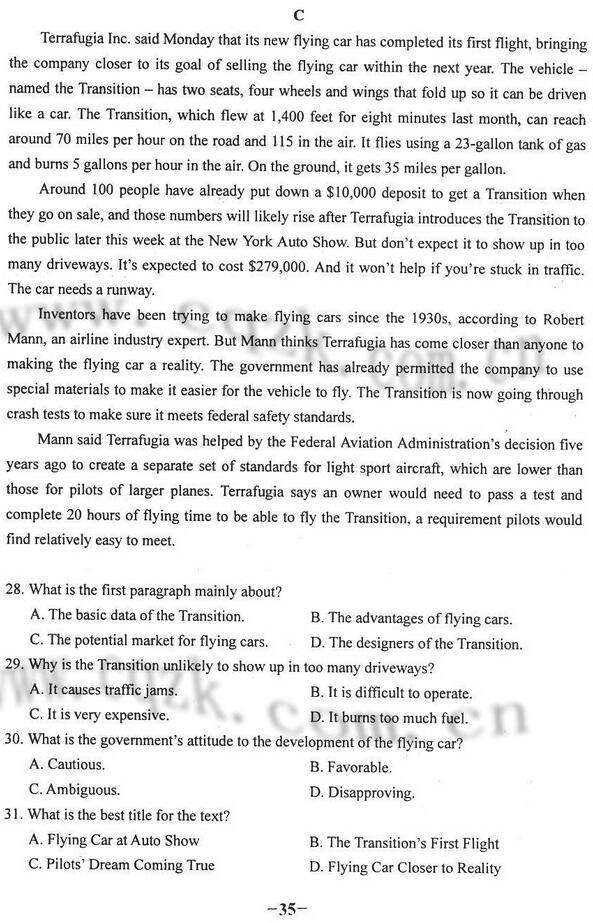 C
Terrafugia Inc. said Monday that its new flying car has completed its first flight, bringing
the company closer to its goal of selling the flying car within the next year. The vehicle –
named the Transition – has two seats, four wheels and wings that fold up so it can be driven
like a car. The Transition, which flew at 1,400 feet for eight minutes last month, can reach
around 70 miles per hour on the road and 115 in the air. It flies using a 23-gallon tank of gas
and burns 5 gallons per hour in the air. On the ground, it gets 35 miles per gallon.
Around 100 people have already put down a $10,000 deposit to get a Transition when
they go on sale, and those numbers will likely rise after Terrafugia introduces the Transition to
the public later this week at the New York Auto Show. But don't expect it to show up in too
many driveways. It's expected to cost $279,000. And it won't help if you're stuck in traffic.
The car needs a runway.
Inventors have been trying to make flying cars since the 1930s, according to Robert
Mann, an airline industry expert. But Mann thinks Terrafugia has come closer than anyone to
making the flying car a reality. The government has already permitted the company to use
special materials to make it easier for the vehicle to fly. The Transition is now going through
crash tests to make sure it meets federal safety standards.
Mann said Terrafugia was helped by the Federal Aviation Administration's decision five
years ago to create a separate set of standards for light sport aircraft, which are lower than
those for pilots of larger planes. Terrafugia says an owner would need to pass a test and
complete 20 hours of flying time to be able to fly the Transition, a requirement pilots would
find relatively easy to meet.
28. What is the first paragraph mainly about?
A. The basic data of the Transition. B. The advantages of flying cars.
C. The potential market for flying cars. D. The designers of the Transition.
29. Why is the Transition unlikely to show up in too many driveways?
A. It causes traffic jams. B. It is difficult to operate.
C. It is very expensive. D. It burns too much fuel.
30. What is the government's attitude to the development of the flying car?
A. Cautious. B. Favorable.
C. Ambiguous. D. Disapproving.
31. What is the best title for the text?
A. Flying Car at Auto Show B. The Transition's First Flight
C. Pilots' Dream Coming True D. Flying Car Closer to Reality
–35–
www.cqzk.com.cn
www.cqzk.com.cn